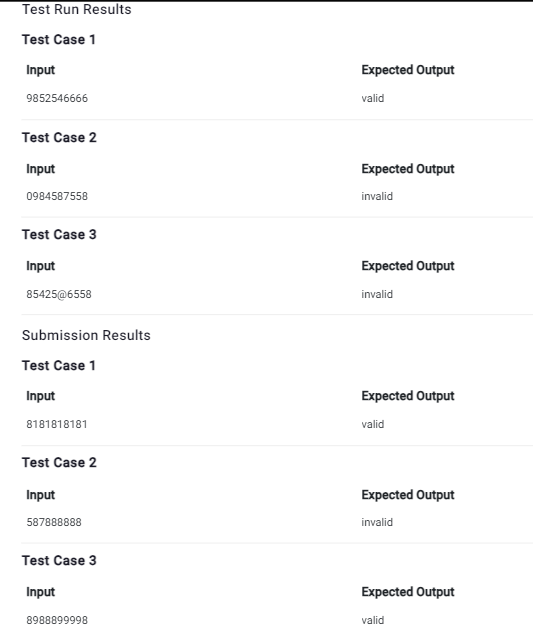 Test Run Results
Test Case 1
Input Expected Output
9852546666 valid
Test Case 2
Input Expected Output
0984587558 invalid
Test Case 3
Input Expected Output
85425@6558 invalid
Submission Results
Test Case 1
Input Expected Output
8181818181 valid
Test Case 2
Input Expected Output
587888888 invalid
Test Case 3
Input Expected Output
8988899998 valid